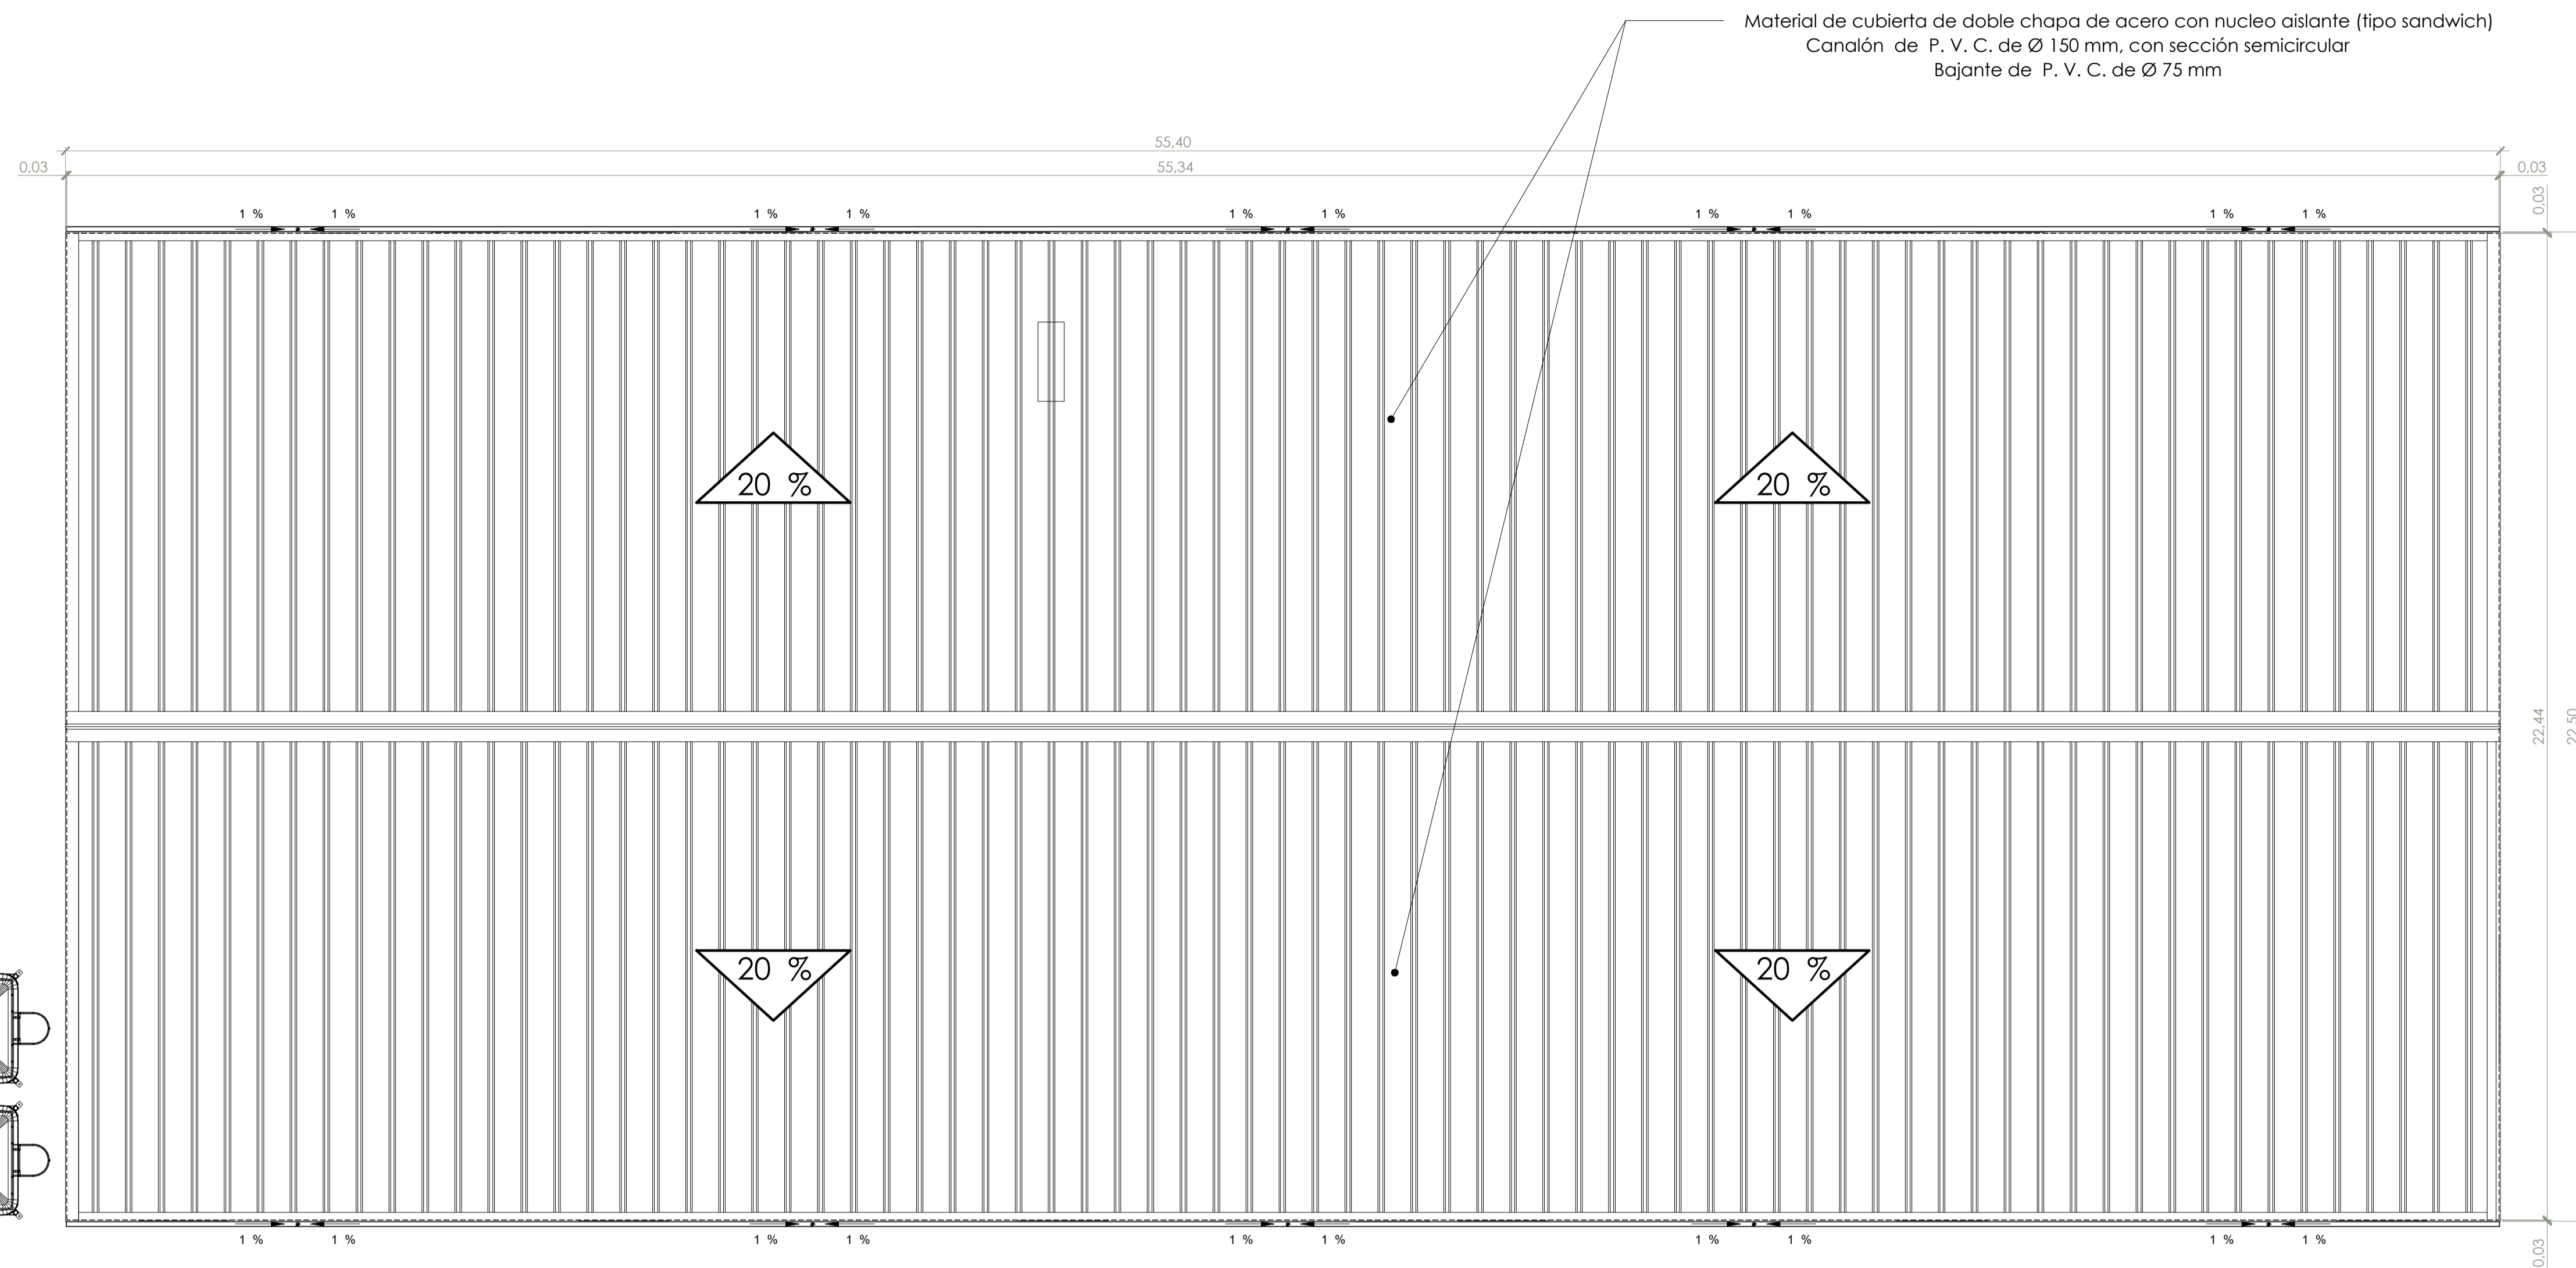 Material de cubierta de doble chapa de acero con nucleo aislante (tipo sandwich)
Canalón de P. V. C. de Ø 150 mm, con sección semicircular
Bajante de P. V. C. de Ø 75 mm
55,40
0,03
55,34
0,03
0,03
1 % 1 % 1 % 1 % 1 % 1 % 1 % 1 % 1 % 1 %
20 %
20 %
22,44
22,50
20 %
20 %
1 % 1 % 1 % 1 % 1 % 1 % 1 % 1 % 1 % 1 %
0,03